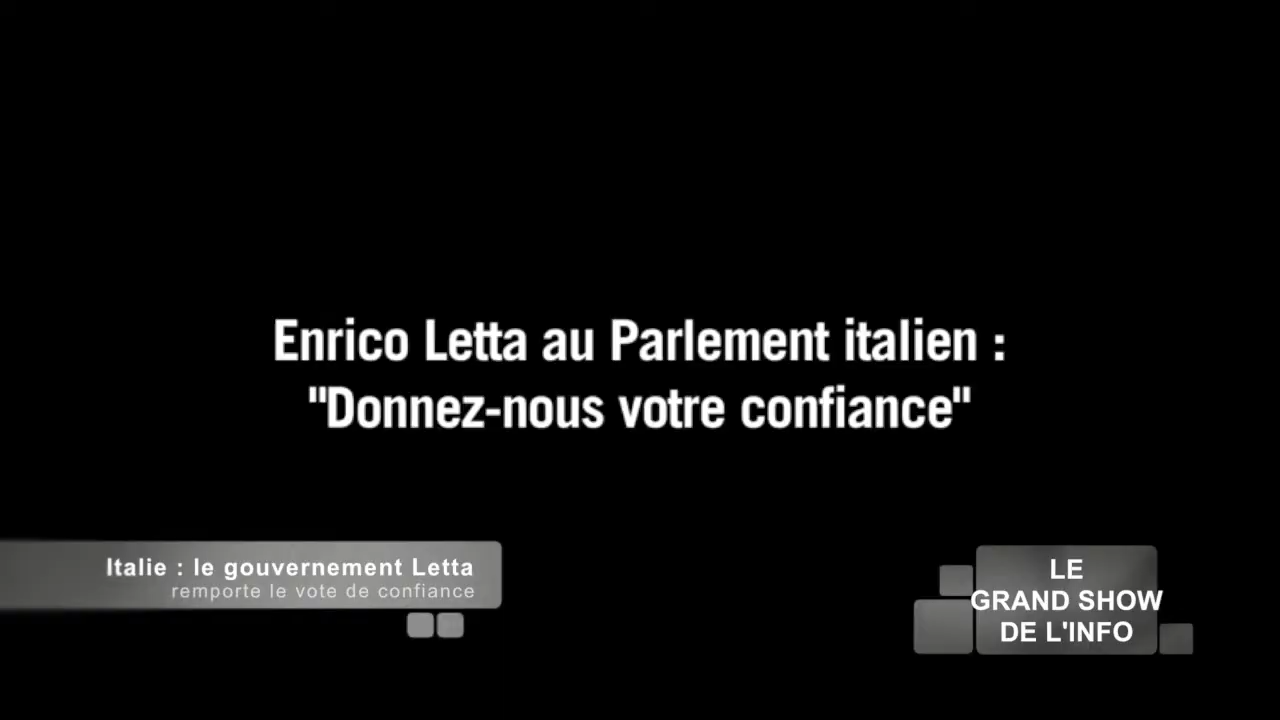 Enrico Letta au Parlement italien :
"Donnez-nous votre confiance"
Italie : le gouvernement Letta
remporte le vote de confiance
LE
GRAND SHOW
DE L'INFO